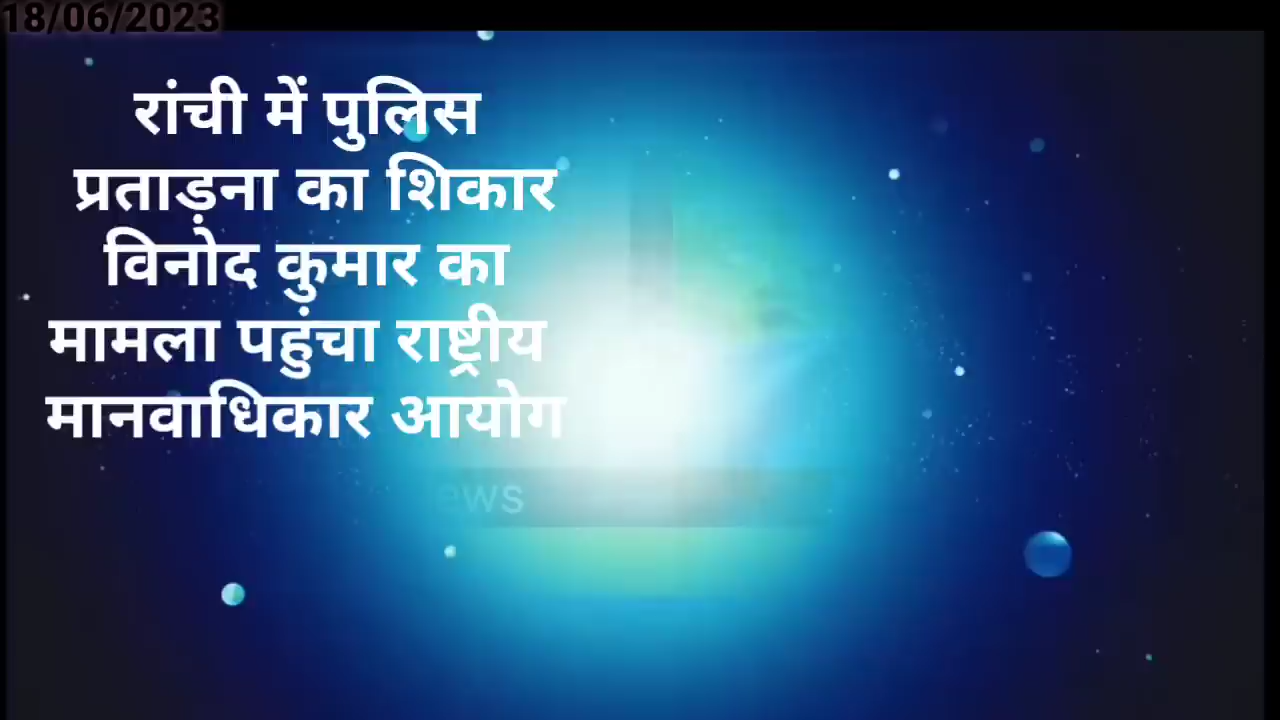 18/06/2023
रांची में पुलिस
प्रताड़ना का शिकार
विनोद कुमार का
मामला पहुंचा राष्ट्रीय
मानवाधिकार आयोग